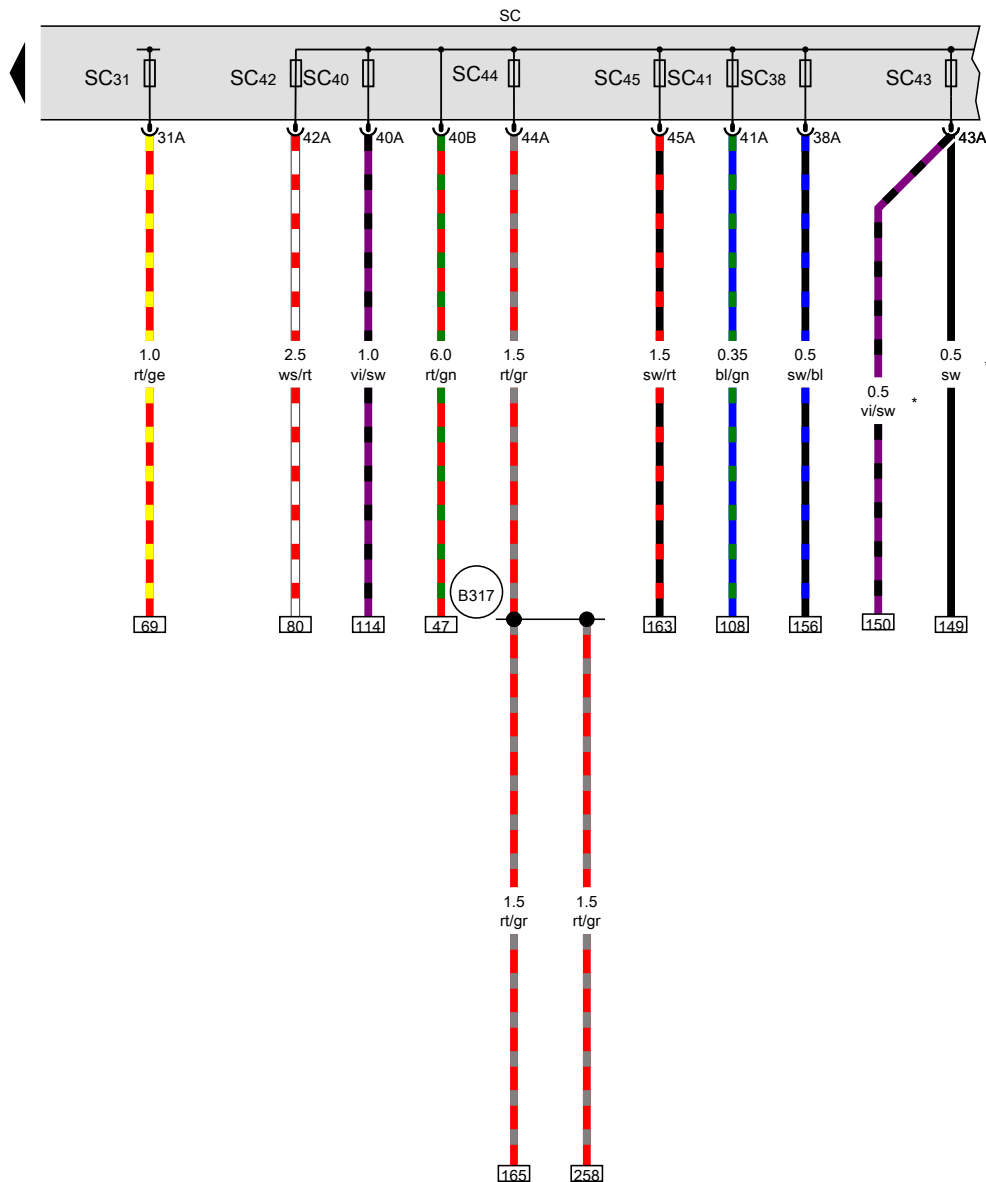 SC
SC31 SC42 SC40 SC44 SC45 SC41 SC38 SC43
31A 42A 40A 40B 44A 45A 41A 38A 43A
1.0 2.5 1.0 6.0 1.5 1.5 0.35 0.5 0.5
rt/ge ws/rt vi/sw rt/gn rt/gr sw/rt bl/gn sw/bl sw
0.5
vi/sw *
B317
69 80 114 47 163 108 156 150 149
1.5 1.5
rt/gr rt/gr
165 258